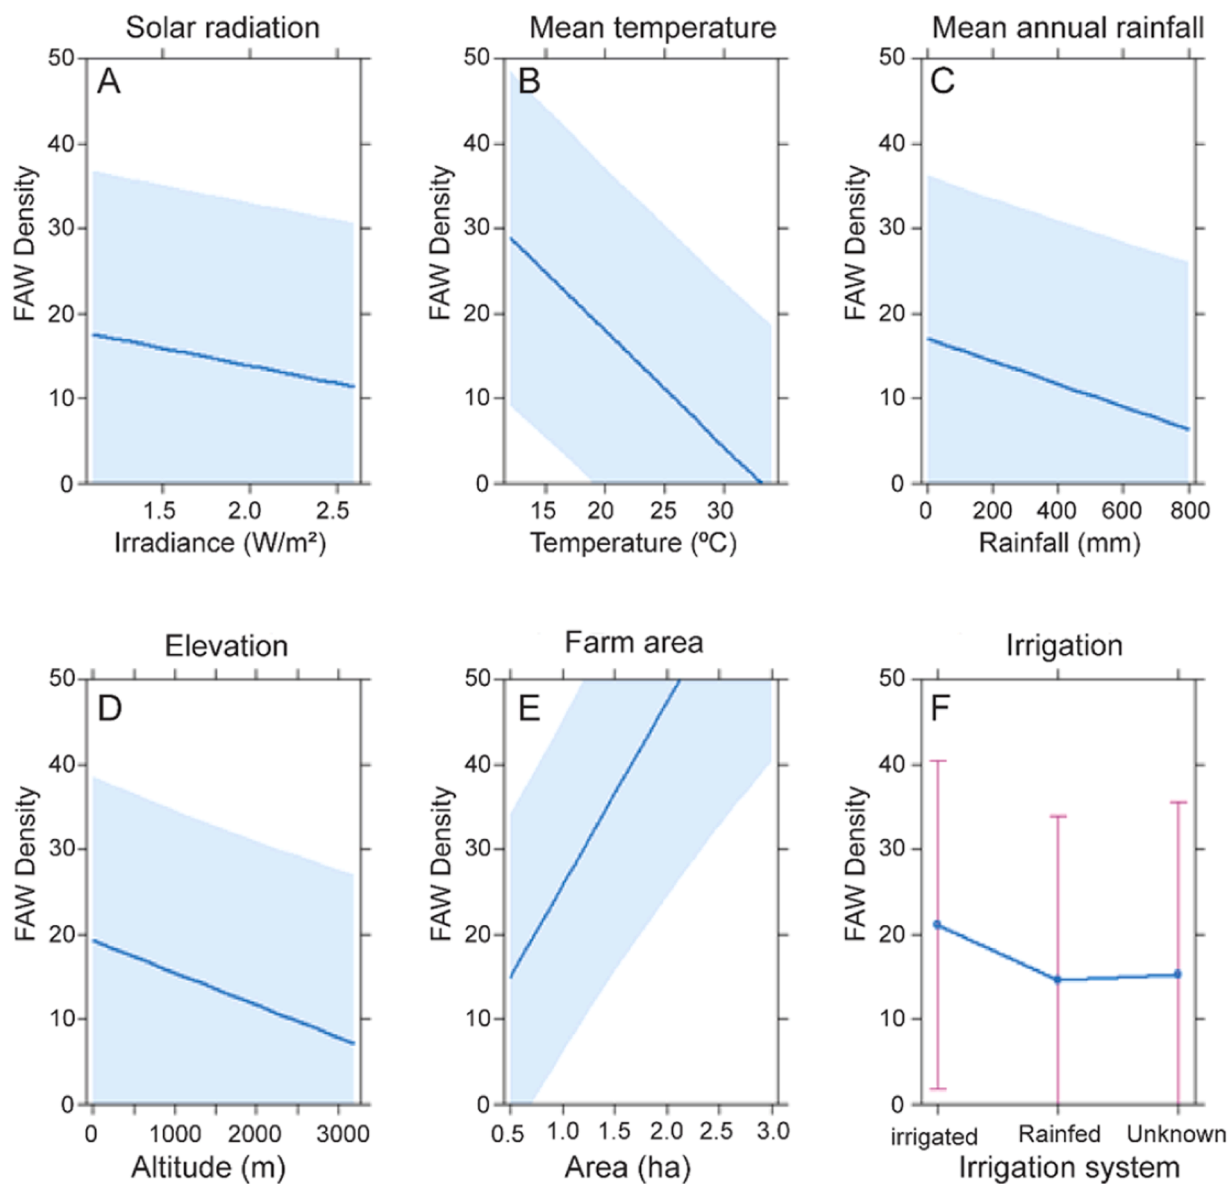 Solar radiation
Mean temperature
Mean annual rainfall
A
B
C
50
40
30
20
10
0
50
40
30
20
10
0
50
40
30
20
10
0
FAW Density
FAW Density
FAW Density
1.5 2.0 2.5
15 20 25 30
0 200 400 600 800
Irradiance (W/m²)
Temperature (ºC)
Rainfall (mm)
Elevation
Farm area
Irrigation
D
E
F
50
40
30
20
10
0
50
40
30
20
10
0
50
40
30
20
10
0
FAW Density
FAW Density
FAW Density
0 1000 2000 3000
0.5 1.0 1.5 2.0 2.5 3.0
irrigated Rainfed Unknown
Altitude (m)
Area (ha)
Irrigation system